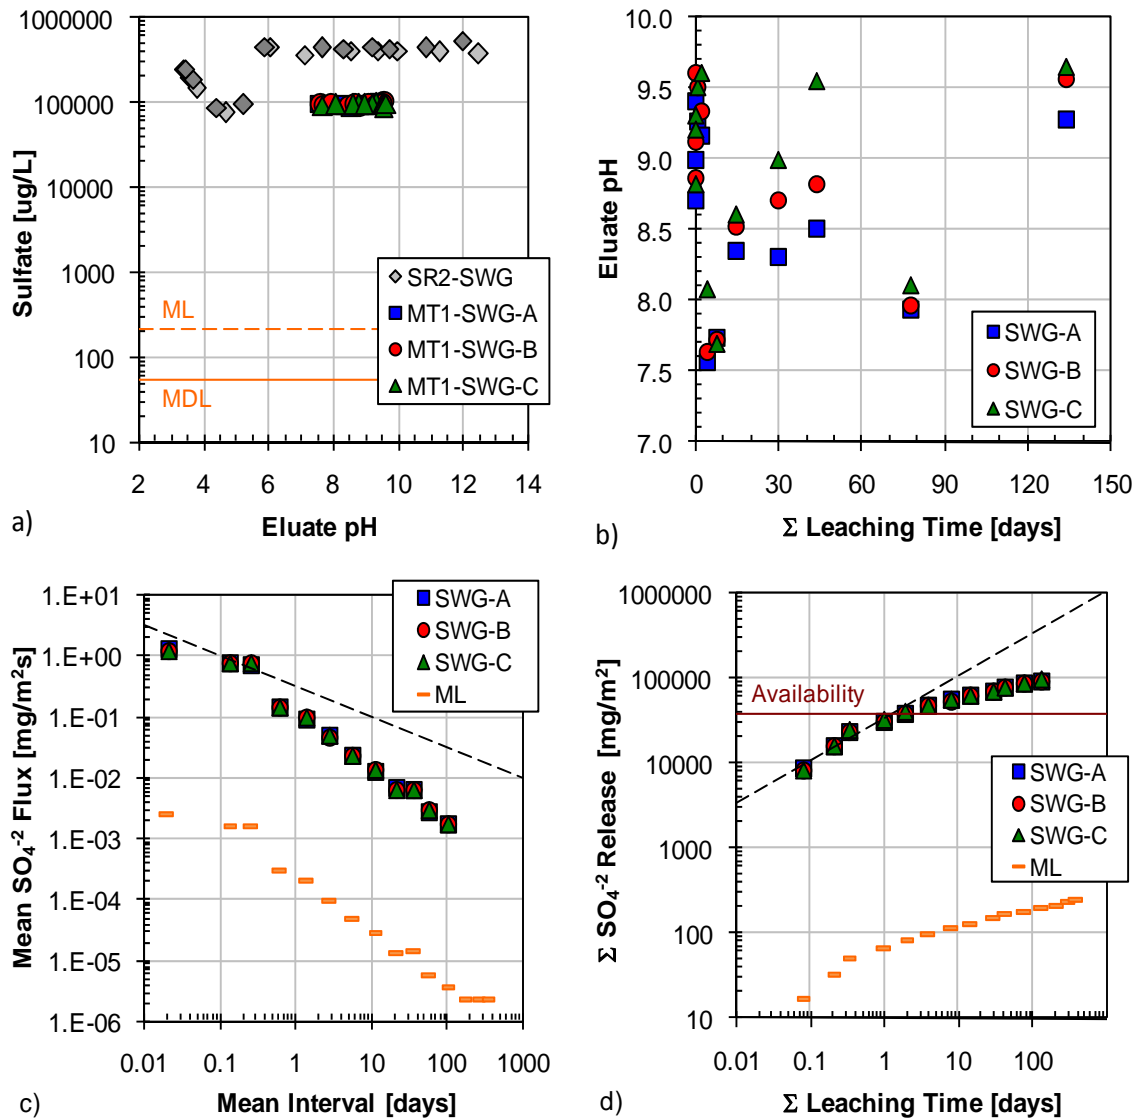 1000000
100000
10000
1000
100
10
Sulfate [ug/L]
ML
MDL
SR2-SWG
MT1-SWG-A
MT1-SWG-B
MT1-SWG-C
2 4 6 8 10 12 14
Eluate pH
a)
9.5
9.0
8.5
8.0
7.5
7.0
Eluate pH
SWG-A
SWG-B
SWG-C
0 30 60 90 120 150
Σ Leaching Time [days]
b)
1.E+01
1.E+00
1.E-01
1.E-02
1.E-03
1.E-04
1.E-05
1.E-06
Mean SO₄⁻² Flux [mg/m²s]
SWG-A
SWG-B
SWG-C
ML
0.01 0.1 1 10 100 1000
Mean Interval [days]
c)
1000000
100000
10000
1000
100
10
Σ SO₄⁻² Release [mg/m²]
Availability
SWG-A
SWG-B
SWG-C
ML
0.01 0.1 1 10 100
Σ Leaching Time [days]
d)